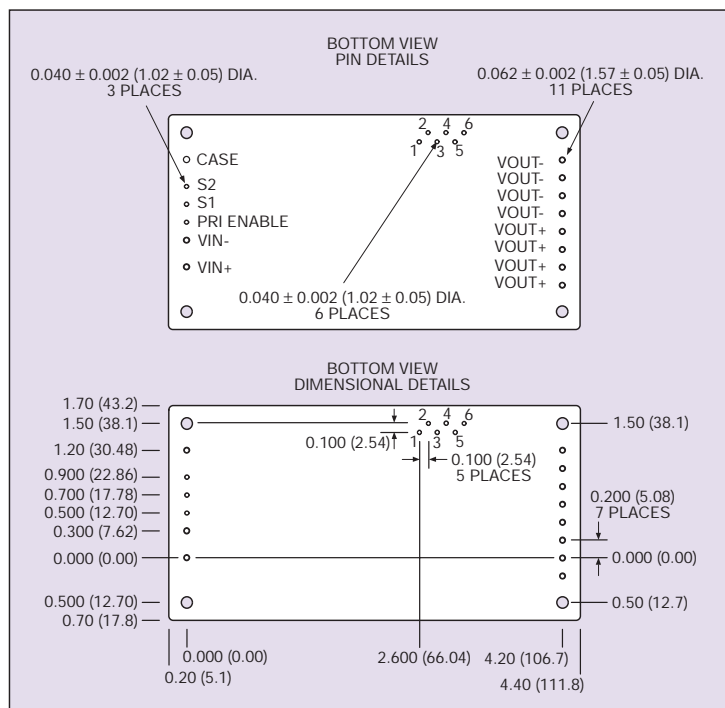 BOTTOM VIEW
PIN DETAILS
0.040 ± 0.002 (1.02 ± 0.05) DIA.
3 PLACES
0.062 ± 0.002 (1.57 ± 0.05) DIA.
11 PLACES
2 4 6
1 3 5
CASE
S2
S1
PRI ENABLE
VIN-
VIN+
VOUT-
VOUT-
VOUT-
VOUT-
VOUT+
VOUT+
VOUT+
VOUT+
0.040 ± 0.002 (1.02 ± 0.05) DIA.
6 PLACES
BOTTOM VIEW
DIMENSIONAL DETAILS
1.70 (43.2)
1.50 (38.1)
1.20 (30.48)
0.900 (22.86)
0.700 (17.78)
0.500 (12.70)
0.300 (7.62)
0.000 (0.00)
0.500 (12.70)
0.70 (17.8)
2 4 6
1 3 5
0.100 (2.54)
0.100 (2.54)
5 PLACES
1.50 (38.1)
0.200 (5.08)
7 PLACES
0.000 (0.00)
0.50 (12.7)
0.000 (0.00)
0.20 (5.1)
2.600 (66.04)
4.20 (106.7)
4.40 (111.8)